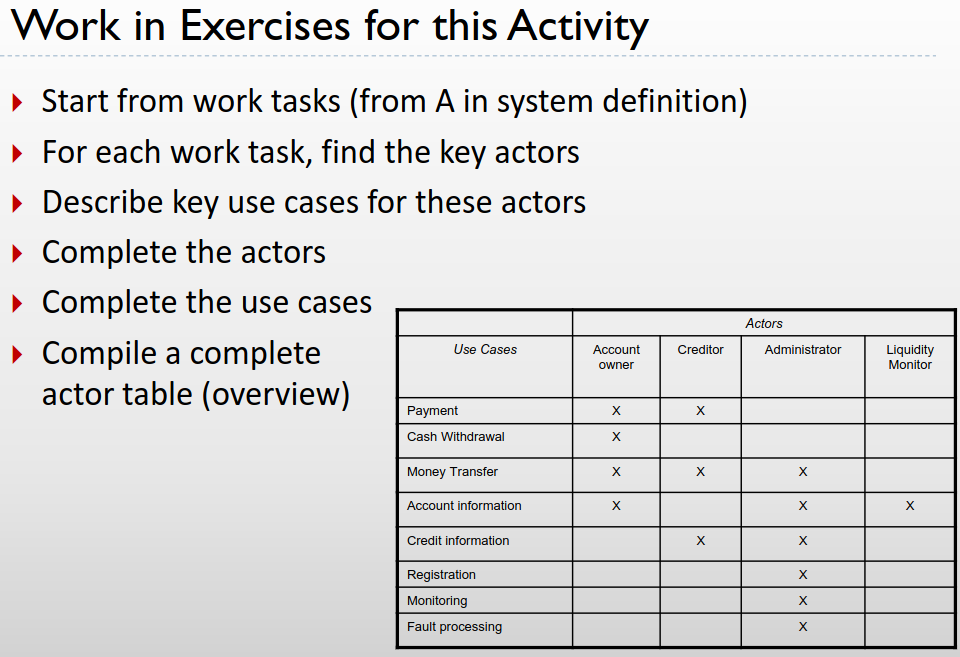 Work in Exercises for this Activity
Start from work tasks (from A in system definition)
For each work task, find the key actors
Describe key use cases for these actors
Complete the actors
Complete the use cases
Compile a complete
actor table (overview)
Actors
Use Cases Account owner Creditor Administrator Liquidity Monitor
Payment X X
Cash Withdrawal X
Money Transfer X X X
Account information X X X
Credit information X X
Registration X
Monitoring X
Fault processing X